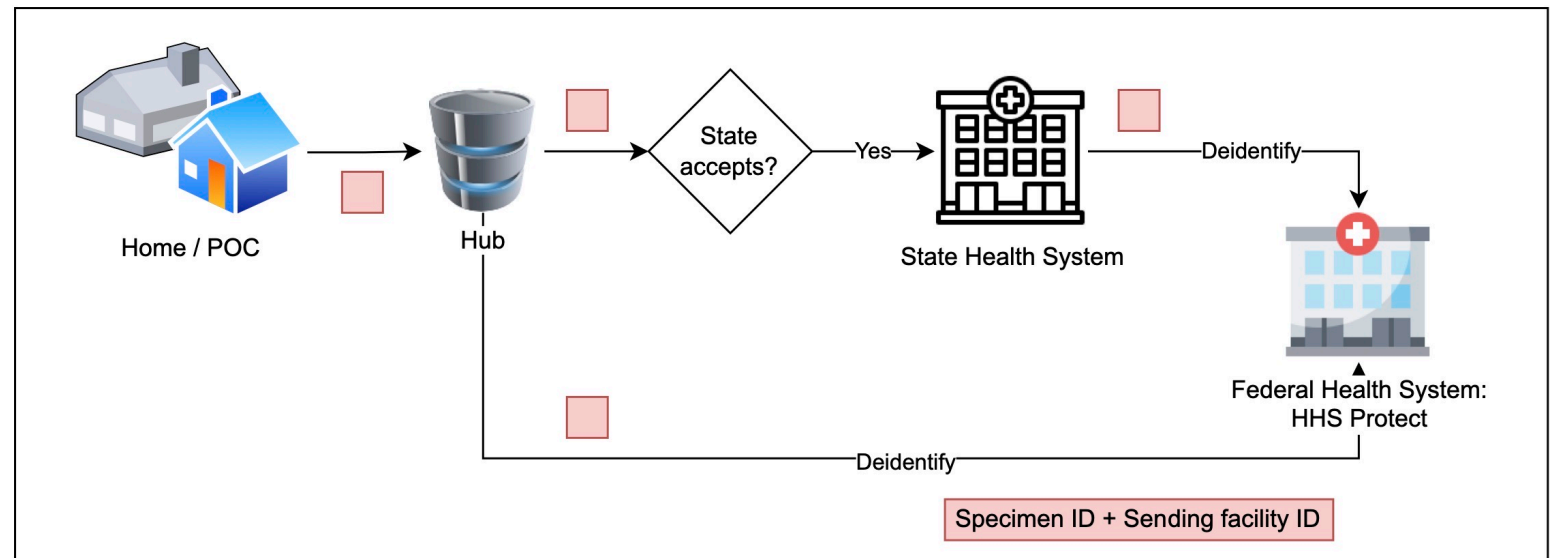 State
accepts?
Yes
Deidentify
Home / POC
Hub
State Health System
Federal Health System:
HHS Protect
Deidentify
Specimen ID + Sending facility ID